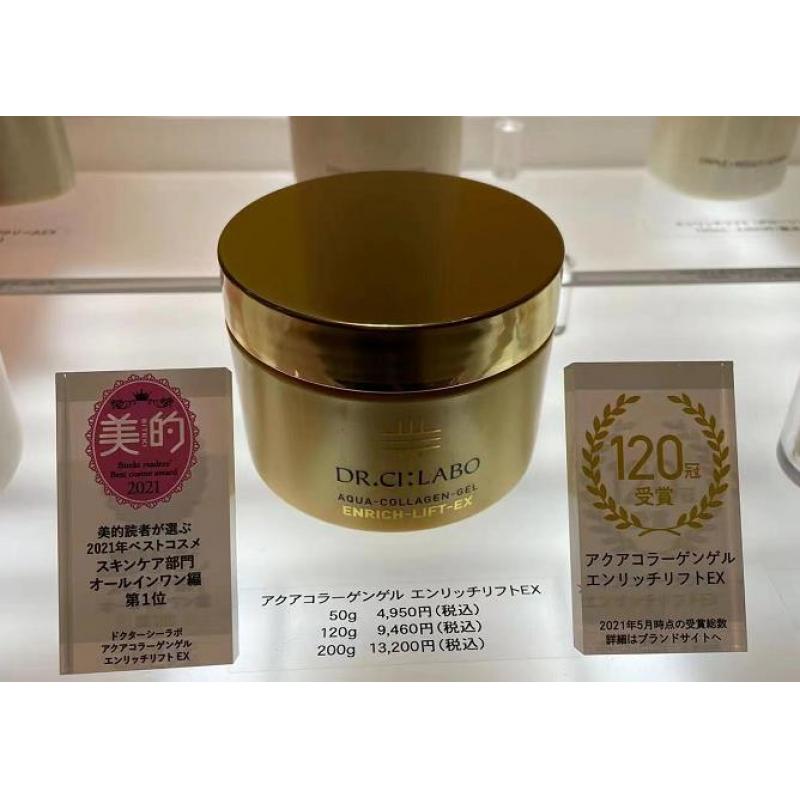 美的
BITEKI
Biteki readers'
Best cosme award
2021
美的読者が選ぶ
2021年ベストコスメ
スキンケア部門
オールインワン編
第1位
ドクターシーラボ
アクアコラーゲンゲル
エンリッチリフトEX
DR.CI:LABO
AQUA-COLLAGEN-GEL
ENRICH-LIFT-EX
アクアコラーゲンゲル エンリッチリフトEX
50g 4,950円(税込)
120g 9,460円(税込)
200g 13,200円(税込)
120冠
受賞
アクアコラーゲンゲル
エンリッチリフトEX
2021年5月時点の受賞総数
詳細はブランドサイトへ